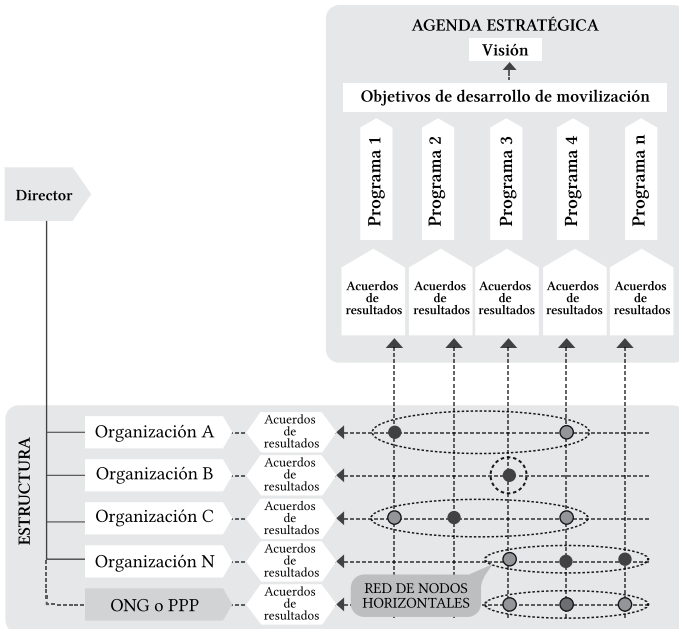 AGENDA ESTRATÉGICA
Visión
Objetivos de desarrollo de movilización
Programa 1
Programa 2
Programa 3
Programa 4
Programa n
Director
Acuerdos
de
resultados
Acuerdos
de
resultados
Acuerdos
de
resultados
Acuerdos
de
resultados
Acuerdos
de
resultados
ESTRUCTURA
Organización A
Acuerdos
de
resultados
Organización B
Acuerdos
de
resultados
Organización C
Acuerdos
de
resultados
Organización N
Acuerdos
de
resultados
ONG o PPP
Acuerdos
de
resultados
RED DE NODOS
HORIZONTALES